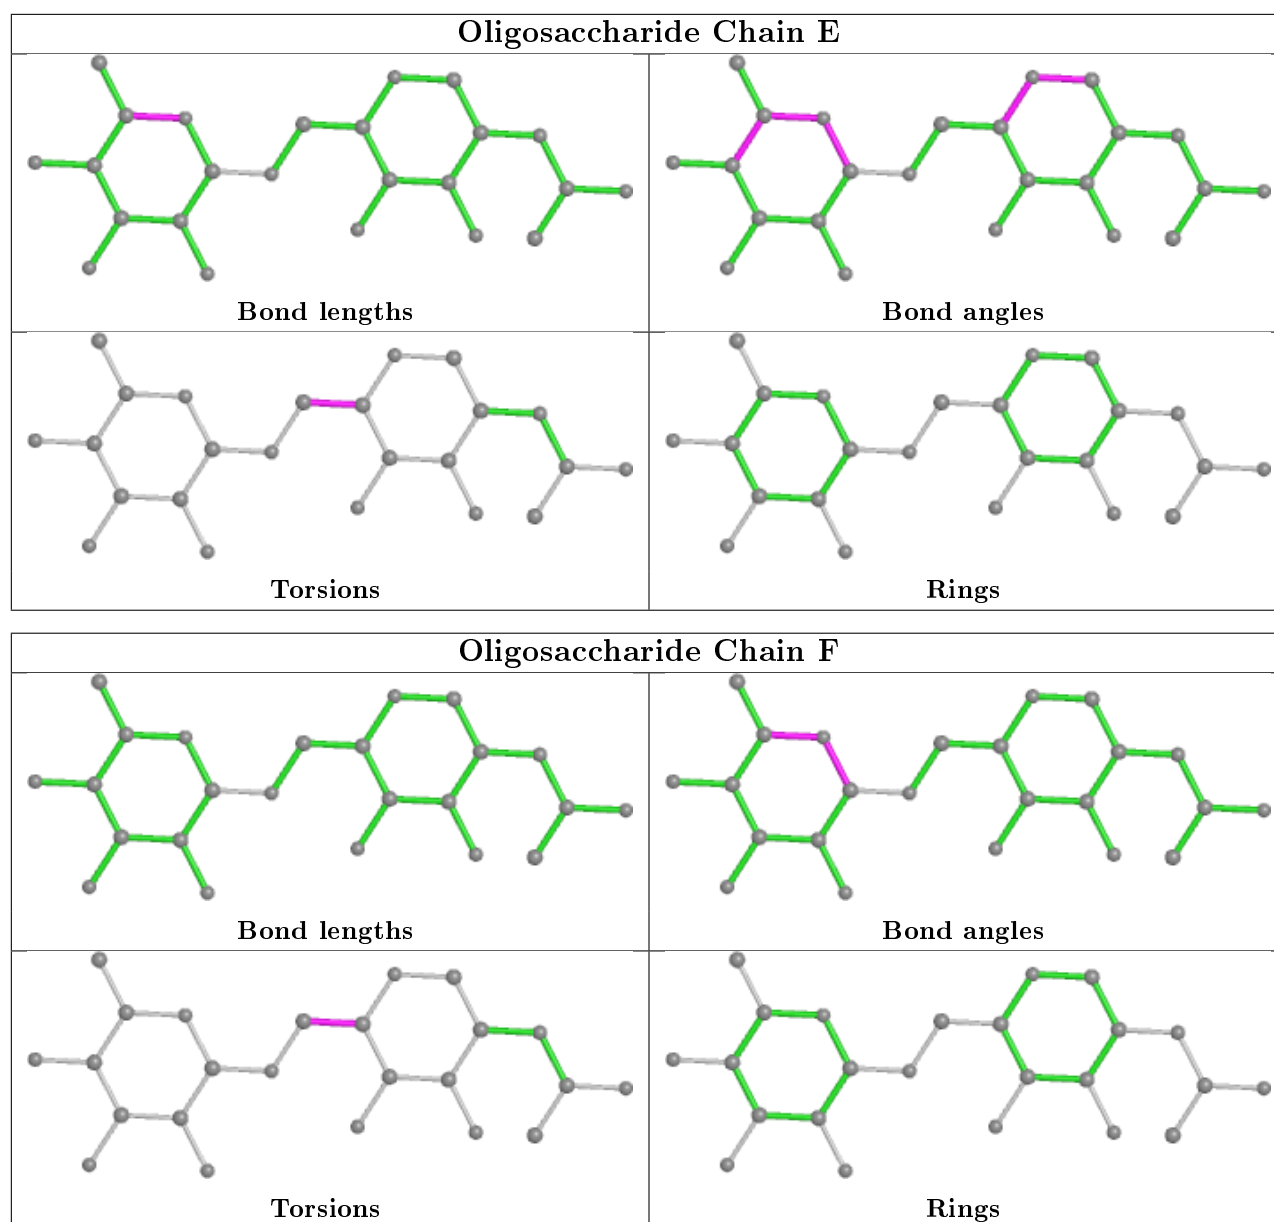 Oligosaccharide Chain E
Bond lengths
Bond angles
Torsions
Rings
Oligosaccharide Chain F
Bond lengths
Bond angles
Torsions
Rings